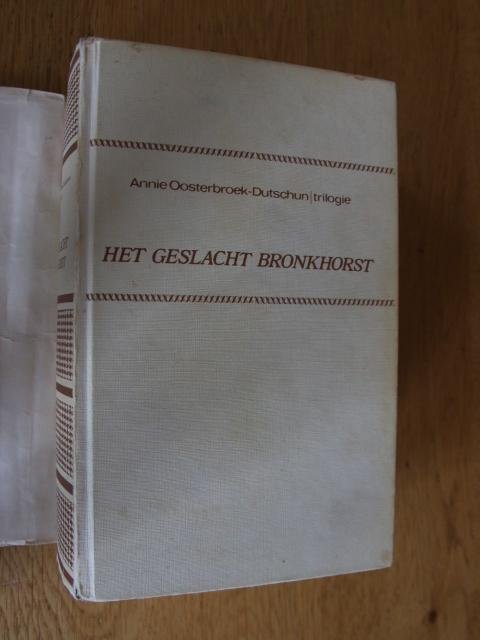 Annie Oosterbroek-Dutschun|trilogie
HET GESLACHT BRONKHORST